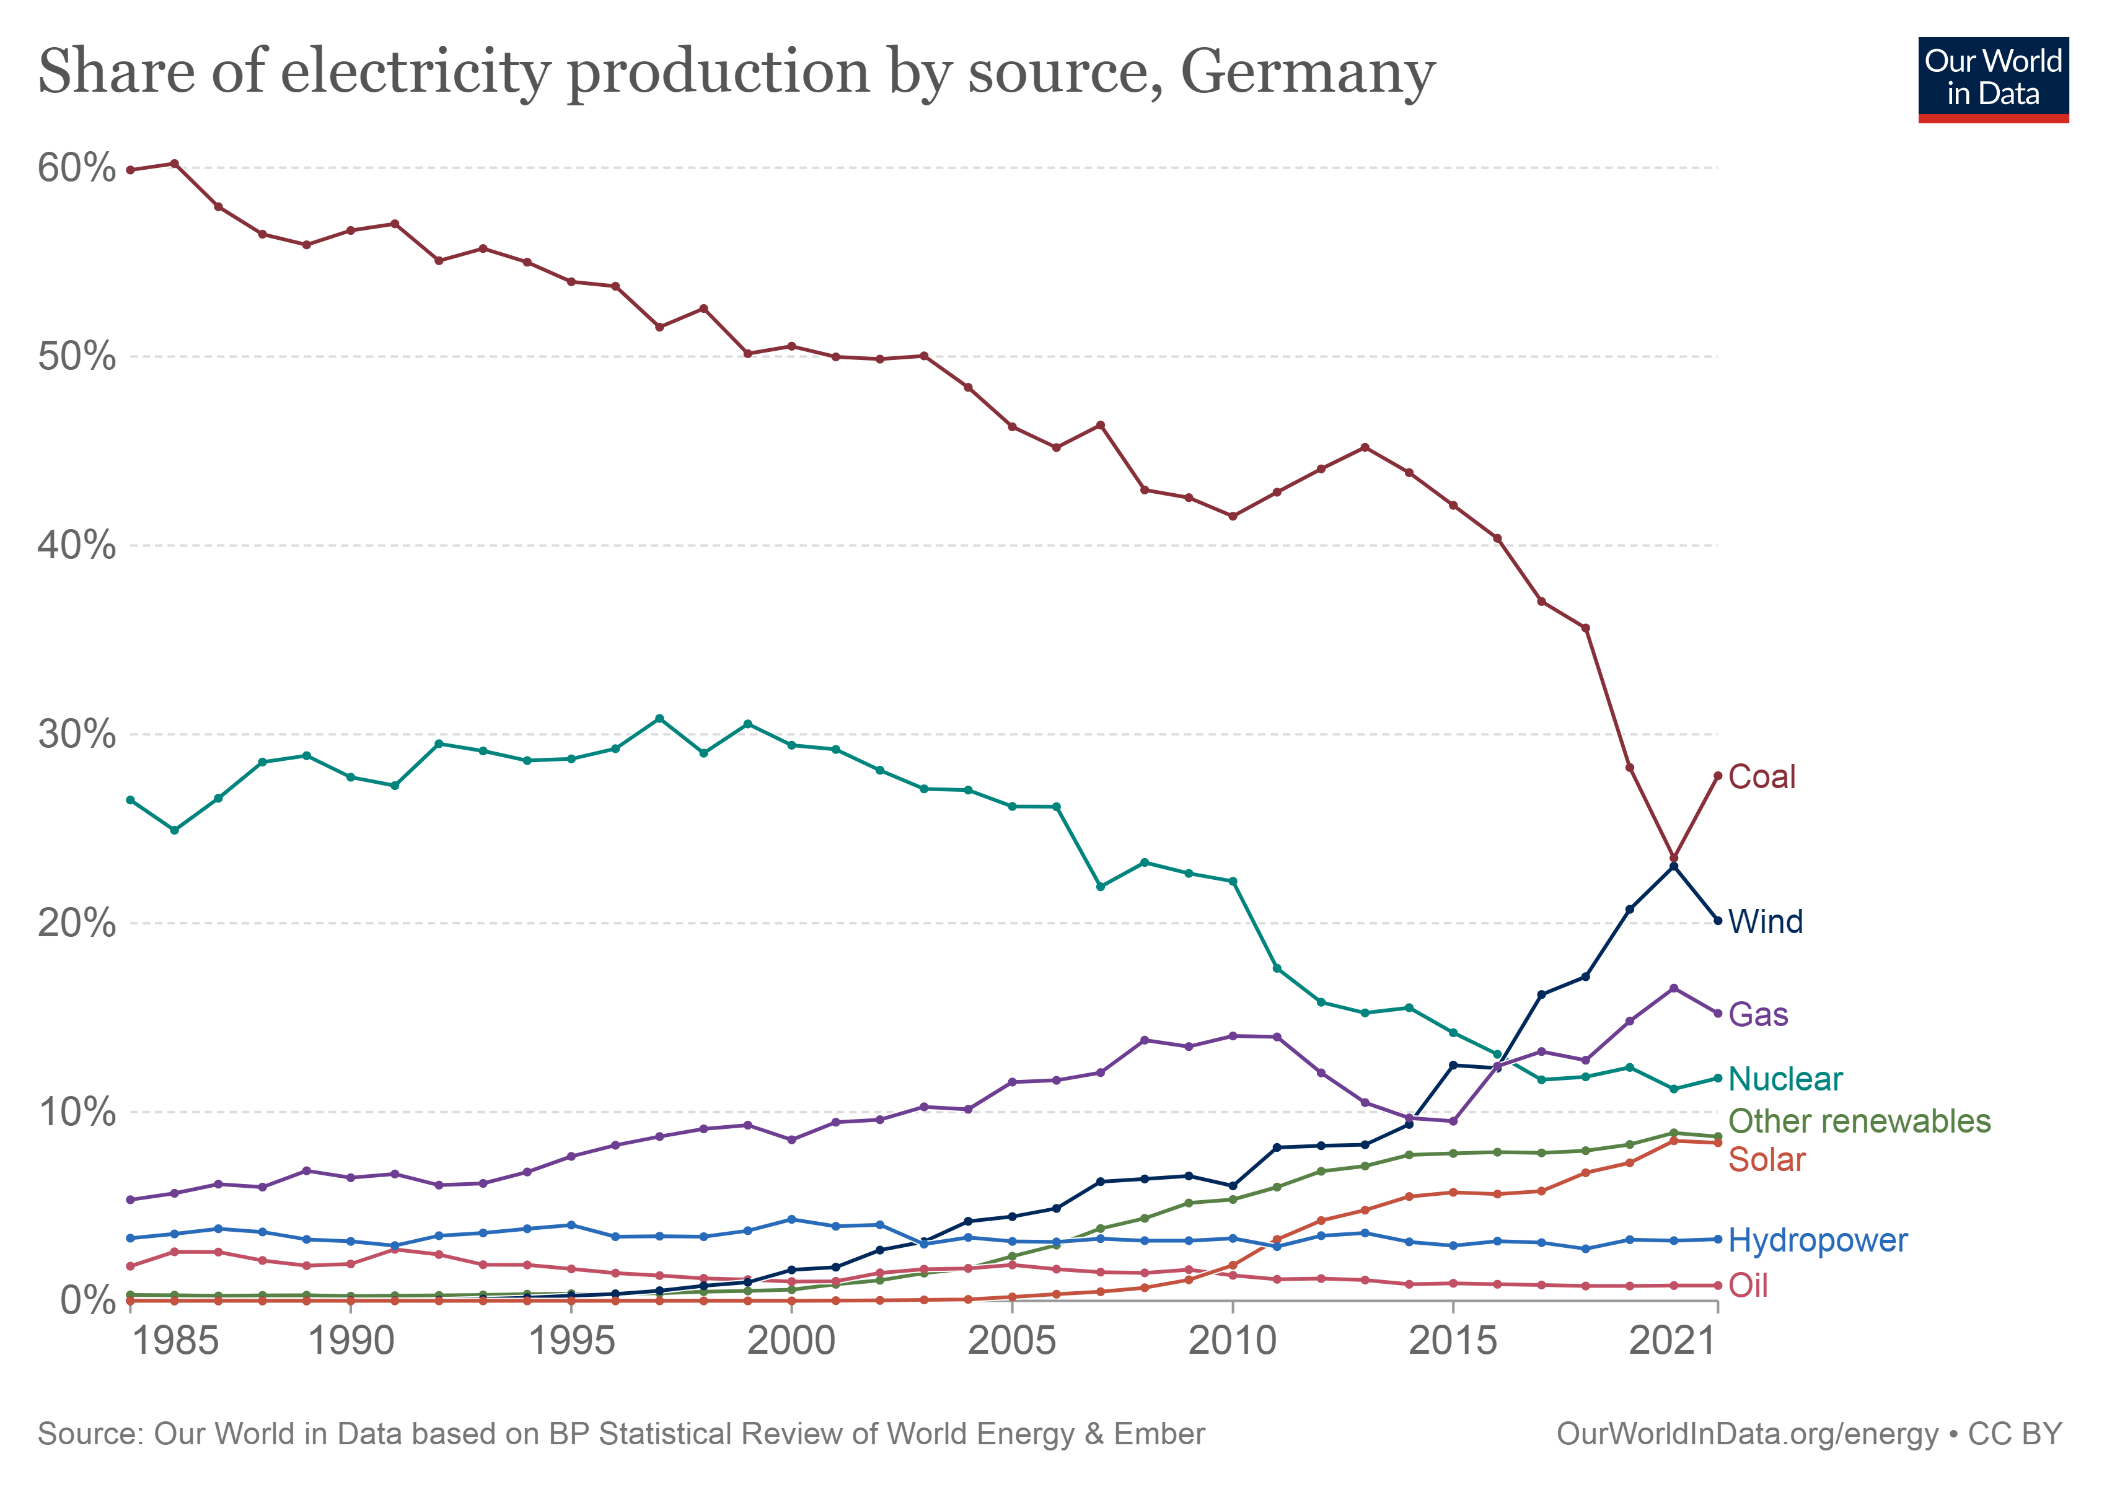 Share of electricity production by source, Germany
Our World
in Data
60%
50%
40%
30%
20%
10%
0%
Coal
Wind
Gas
Nuclear
Other renewables
Solar
Hydropower
Oil
1985 1990 1995 2000 2005 2010 2015 2021
Source: Our World in Data based on BP Statistical Review of World Energy & Ember
OurWorldInData.org/energy • CC BY